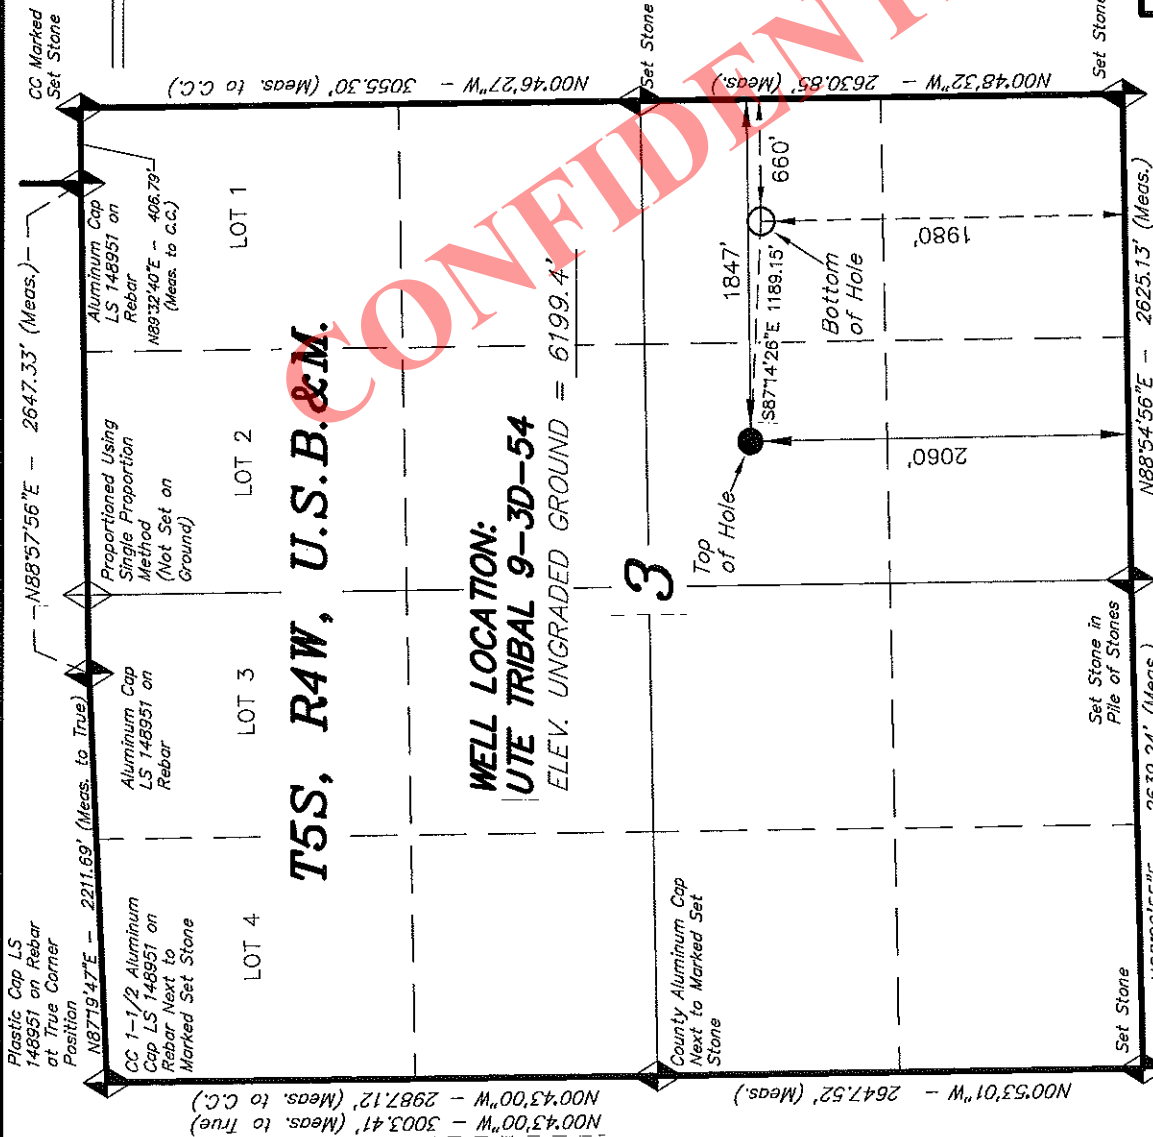 Plastic Cap LS
148951 on Rebar
at True Corner
Position
N87°19'47"E - 2211.69' (Meas. to True)
N88°57'56"E - 2647.33' (Meas.)
CC Marked
Set Stone
CC 1-1/2 Aluminum
Cap LS 148951 on
Rebar Next to
Marked Set Stone
Aluminum Cap
LS 148951 on
Rebar
Proportioned Using
Single Proportion
Method
(Not Set on
Ground)
Aluminum Cap
LS 148951 on
Rebar
N89°32'40"E - 406.79'
(Meas. to C.C.)
LOT 4
LOT 3
LOT 2
LOT 1
T5S, R4W, U.S.B.&M.
N00°43'00"W - 3003.41' (Meas. to True)
N00°43'00"W - 2987.12' (Meas. to C.C.)
N00°46'27"W - 3055.30' (Meas. to C.C.)
WELL LOCATION:
UTE TRIBAL 9-3D-54
ELEV. UNGRADED GROUND = 6199.4'
CONFIDENT
3
Set Stone
County Aluminum Cap
Next to Marked Set
Stone
Top
of Hole
1847'
660'
S87°14'26"E 1189.15'
Bottom
of Hole
2060'
1980'
N00°53'01"W - 2647.52' (Meas.)
N00°48'32"W - 2630.85' (Meas.)
Set Stone
Set Stone in
Pile of Stones
Set Stone
N88°54'56"E - 2625.13' (Meas.)